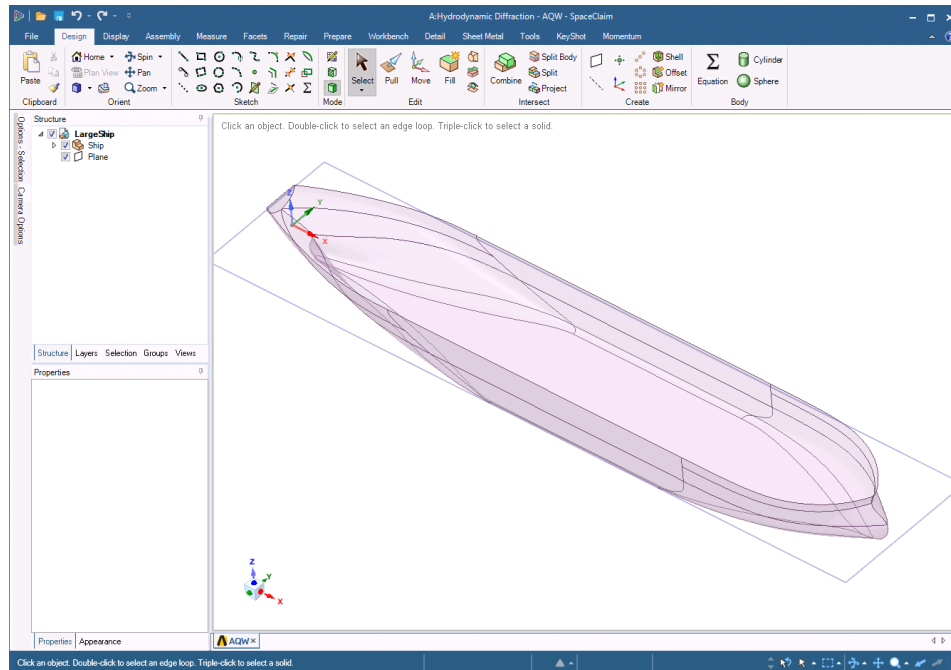 A:Hydrodynamic Diffraction - AQW - SpaceClaim
File Design Display Assembly Measure Facets Repair Prepare Workbench Detail Sheet Metal Tools KeyShot Momentum
Paste
Clipboard
Home Spin
Plan View Pan
Zoom
Orient
Sketch
Mode
Select Pull Move Fill
Edit
Combine
Split Body
Split
Project
Intersect
Shell
Offset
Mirror
Create
Σ
Equation
Cylinder
Sphere
Body
Options - Selection Camera Options
Structure
LargeShip
Ship
Plane
Structure Layers Selection Groups Views
Properties
Properties Appearance
Click an object. Double-click to select an edge loop. Triple-click to select a solid.
Z
Y
X
Z
Y
X
AQW
Click an object. Double-click to select an edge loop. Triple-click to select a solid.